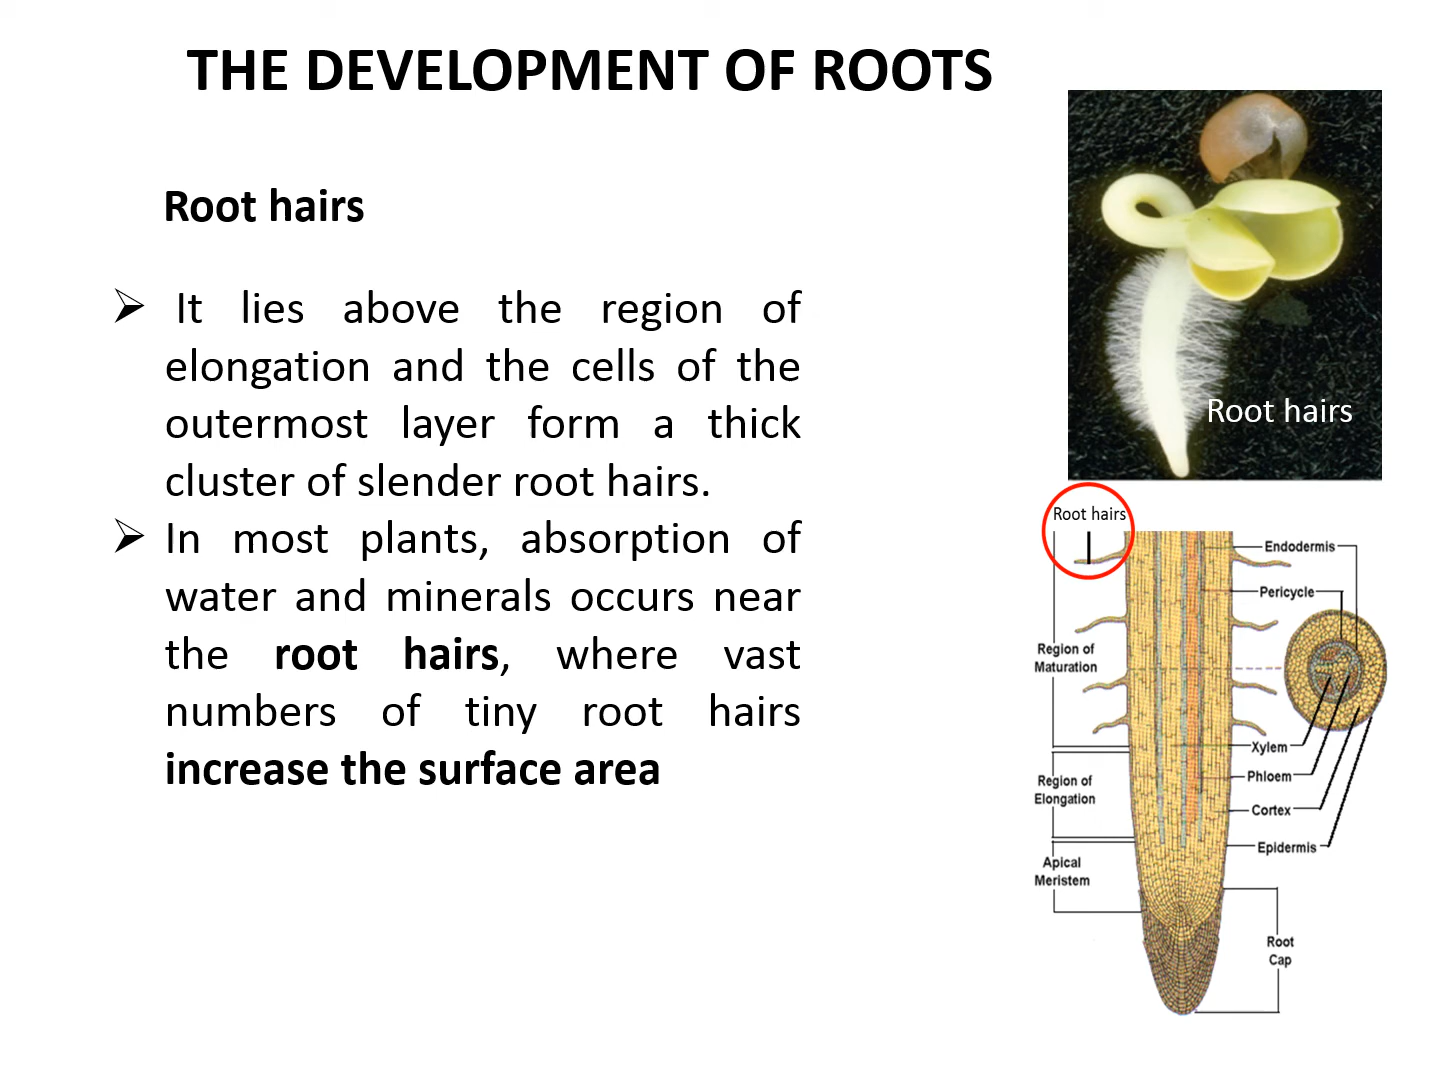 THE DEVELOPMENT OF ROOTS
Root hairs
➢ It lies above the region of
elongation and the cells of the
outermost layer form a thick
cluster of slender root hairs.
➢ In most plants, absorption of
water and minerals occurs near
the root hairs, where vast
numbers of tiny root hairs
increase the surface area
Root hairs
Root hairs
Endodermis
Pericycle
Region of
Maturation
Xylem
Phloem
Region of
Elongation
Cortex
Epidermis
Apical
Meristem
Root
Cap